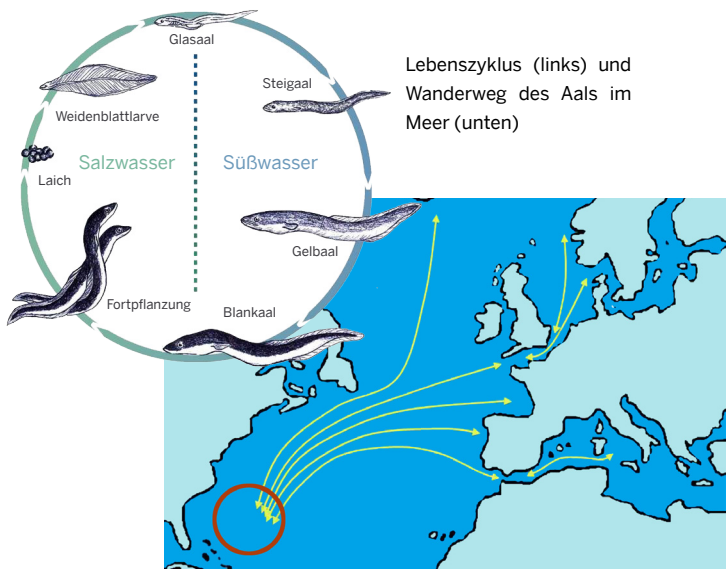 Glasaal
Steigaal
Lebenszyklus (links) und
Wanderweg des Aals im
Meer (unten)
Weidenblattlarve
Salzwasser
Süßwasser
Laich
Gelbaal
Fortpflanzung
Blankaal